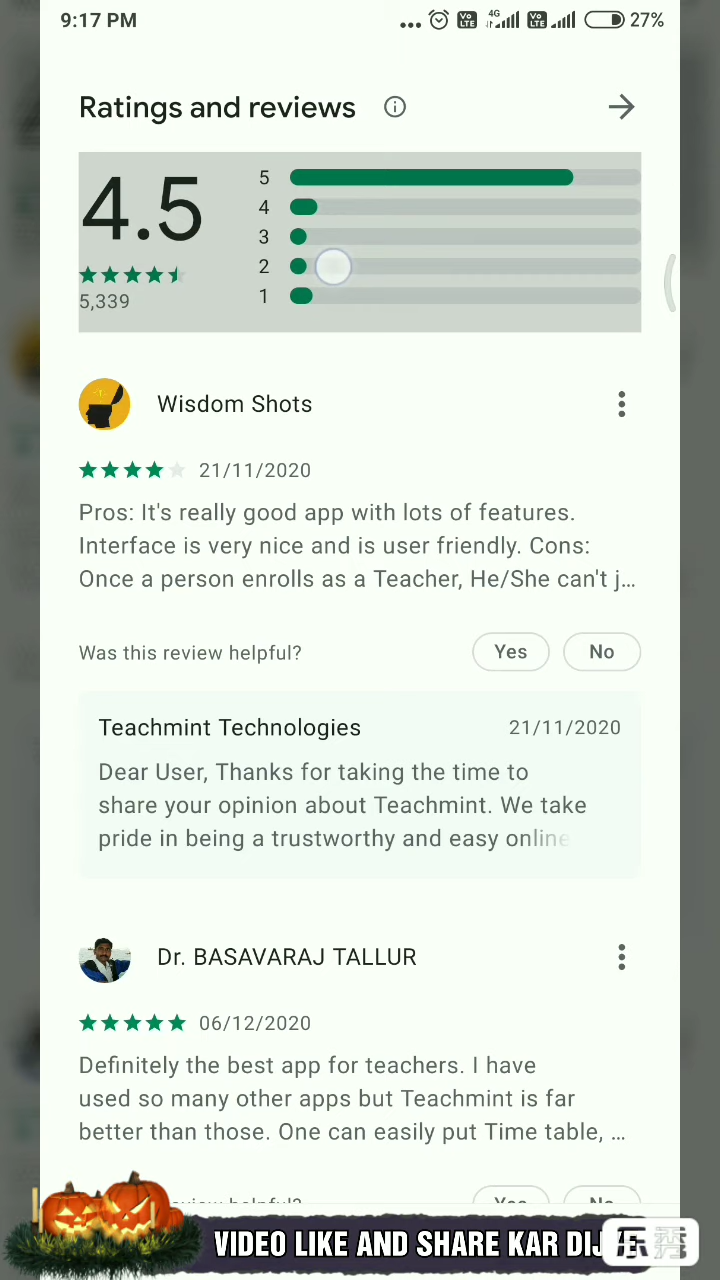 9:17 PM
4G
27%
Ratings and reviews
4.5
5
4
3
2
1
5,339
Wisdom Shots
21/11/2020
Pros: It's really good app with lots of features.
Interface is very nice and is user friendly. Cons:
Once a person enrolls as a Teacher, He/She can't j...
Was this review helpful?
Yes
No
Teachmint Technologies
21/11/2020
Dear User, Thanks for taking the time to
share your opinion about Teachmint. We take
pride in being a trustworthy and easy online
Dr. BASAVARAJ TALLUR
06/12/2020
Definitely the best app for teachers. I have
used so many other apps but Teachmint is far
better than those. One can easily put Time table, ...
VIDEO LIKE AND SHARE KAR
乐秀